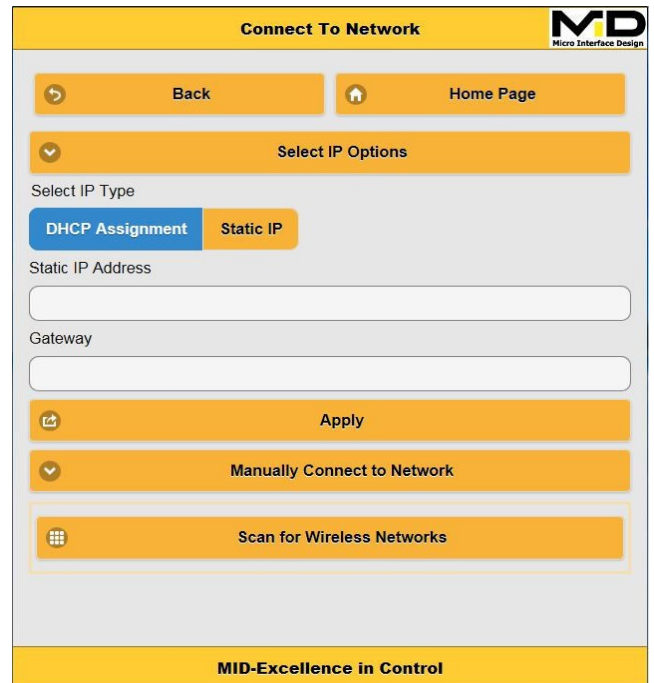 Connect To Network
MiD
Micro Interface Design
Back
Home Page
Select IP Options
Select IP Type
DHCP Assignment
Static IP
Static IP Address
Gateway
Apply
Manually Connect to Network
Scan for Wireless Networks
MID-Excellence in Control